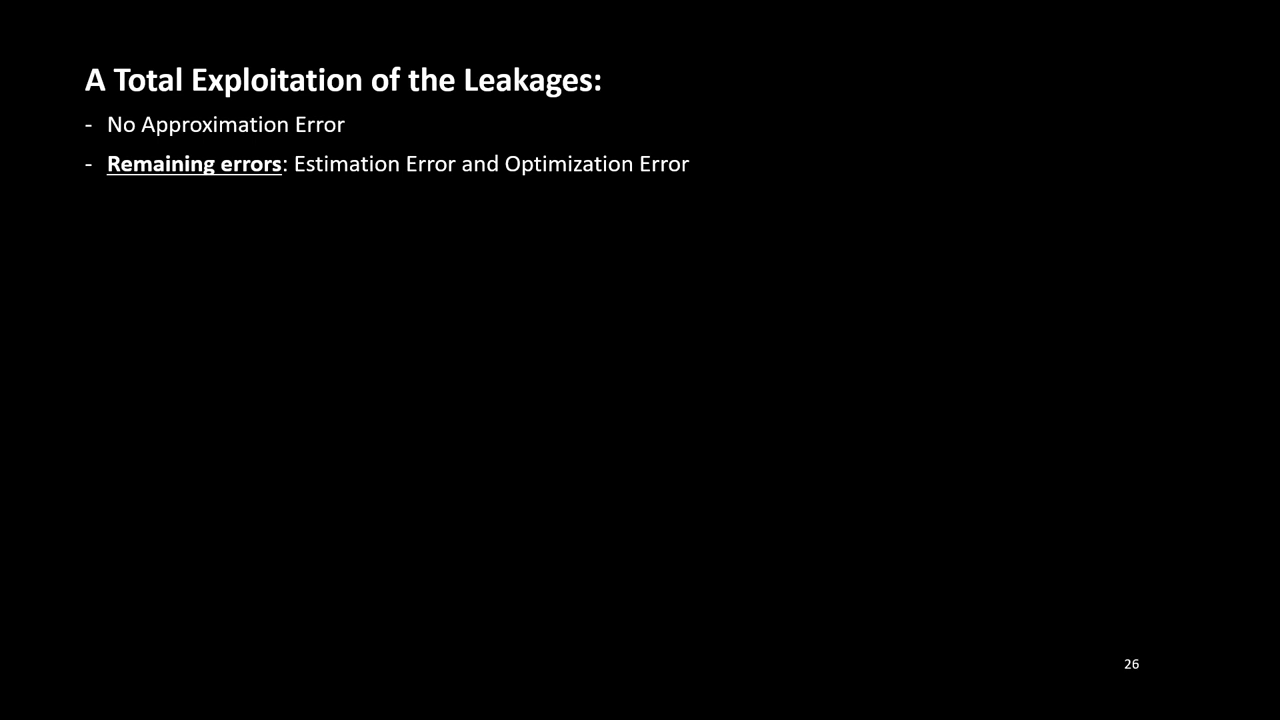 A Total Exploitation of the Leakages:
- No Approximation Error
- Remaining errors: Estimation Error and Optimization Error
26